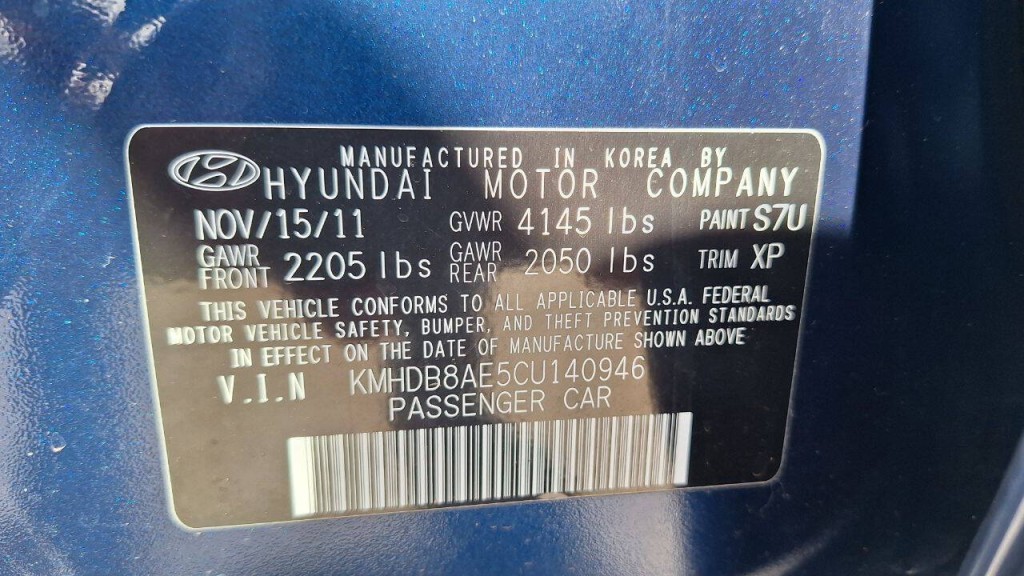 MANUFACTURED IN KOREA BY
HYUNDAI MOTOR COMPANY
NOV/15/11 GVWR 4145 lbs PAINT S7U
GAWR FRONT 2205 lbs GAWR REAR 2050 lbs TRIM XP
THIS VEHICLE CONFORMS TO ALL APPLICABLE U.S.A. FEDERAL
MOTOR VEHICLE SAFETY, BUMPER, AND THEFT PREVENTION STANDARDS
IN EFFECT ON THE DATE OF MANUFACTURE SHOWN ABOVE
V.I.N KMHDB8AE5CU140946
PASSENGER CAR